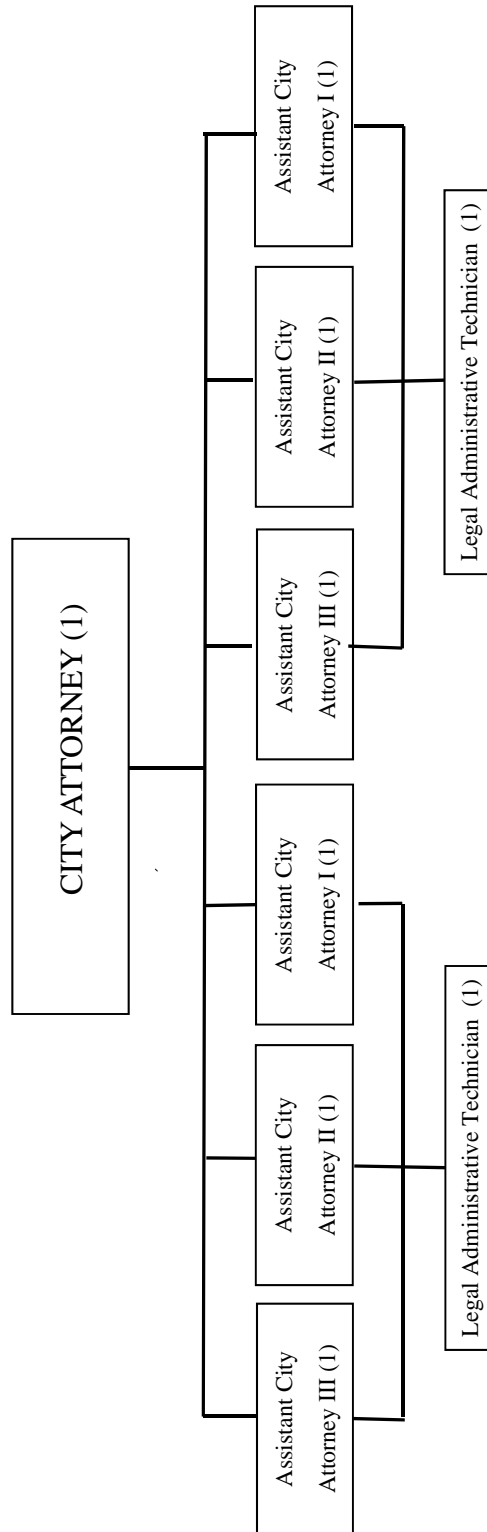 CITY ATTORNEY (1)
Assistant City
Attorney III (1)
Assistant City
Attorney II (1)
Assistant City
Attorney I (1)
Assistant City
Attorney III (1)
Assistant City
Attorney II (1)
Assistant City
Attorney I (1)
Legal Administrative Technician (1)
Legal Administrative Technician (1)